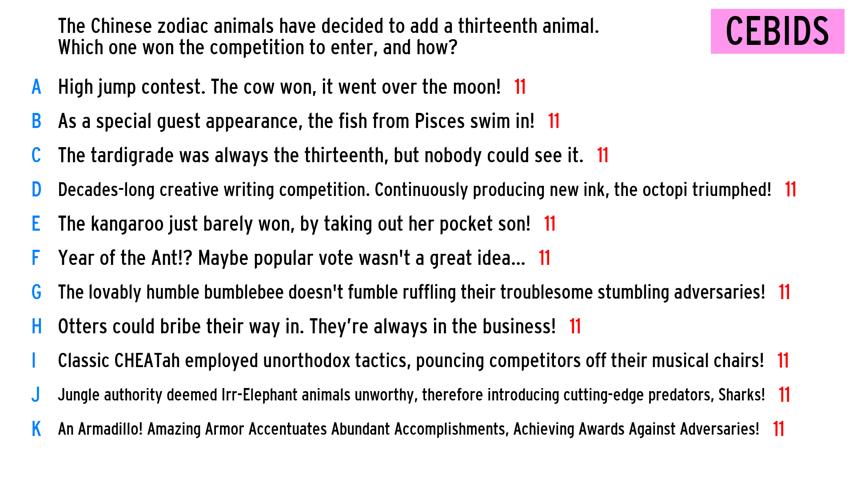 The Chinese zodiac animals have decided to add a thirteenth animal.
Which one won the competition to enter, and how?
CEBIDS
A High jump contest. The cow won, it went over the moon! 11
B As a special guest appearance, the fish from Pisces swim in! 11
C The tardigrade was always the thirteenth, but nobody could see it. 11
D Decades-long creative writing competition. Continuously producing new ink, the octopi triumphed! 11
E The kangaroo just barely won, by taking out her pocket son! 11
F Year of the Ant!? Maybe popular vote wasn't a great idea... 11
G The lovably humble bumblebee doesn't fumble ruffling their troublesome stumbling adversaries! 11
H Otters could bribe their way in. They’re always in the business! 11
I Classic CHEATah employed unorthodox tactics, pouncing competitors off their musical chairs! 11
J Jungle authority deemed Irr-Elephant animals unworthy, therefore introducing cutting-edge predators, Sharks! 11
K An Armadillo! Amazing Armor Accentuates Abundant Accomplishments, Achieving Awards Against Adversaries! 11